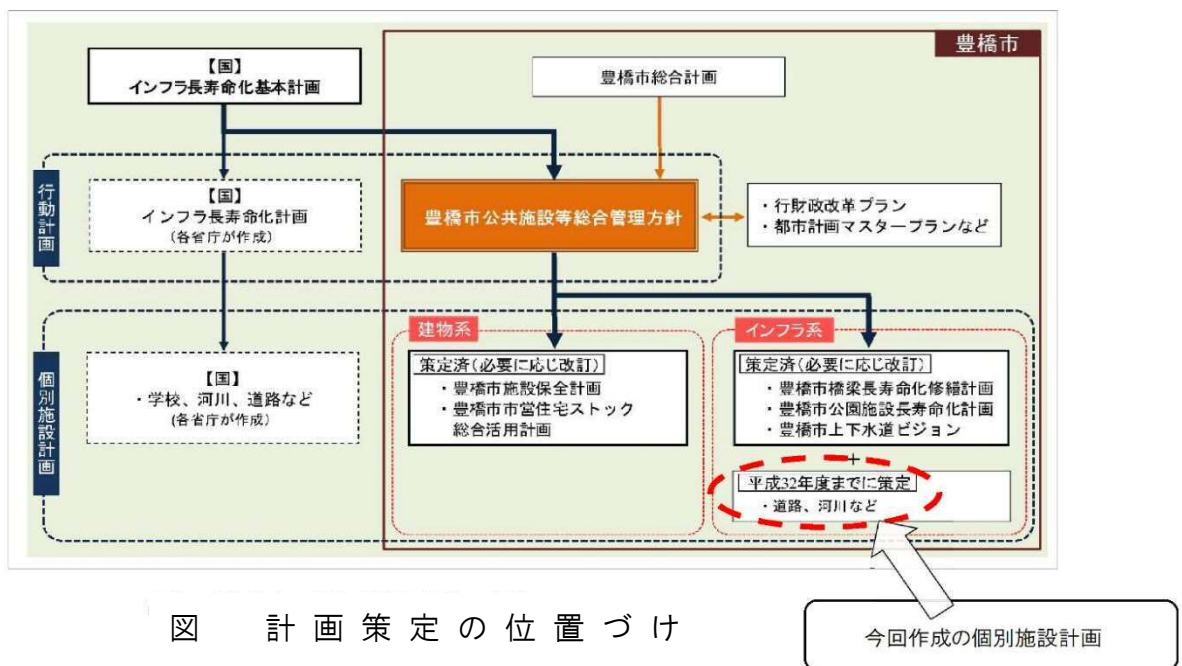 豊橋市
【国】
インフラ長寿命化基本計画
豊橋市総合計画
行動計画
【国】
インフラ長寿命化計画
(各省庁が作成)
豊橋市公共施設等総合管理方針
・行財政改革プラン
・都市計画マスタープランなど
個別施設計画
【国】
・学校、河川、道路など
(各省庁が作成)
建物系
策定済(必要に応じ改訂)
・豊橋市施設保全計画
・豊橋市市営住宅ストック
総合活用計画
インフラ系
策定済(必要に応じ改訂)
・豊橋市橋梁長寿命化修繕計画
・豊橋市公園施設長寿命化計画
・豊橋市上下水道ビジョン
+
平成32年度までに策定
・道路、河川など
図 計画策定の位置づけ
今回作成の個別施設計画